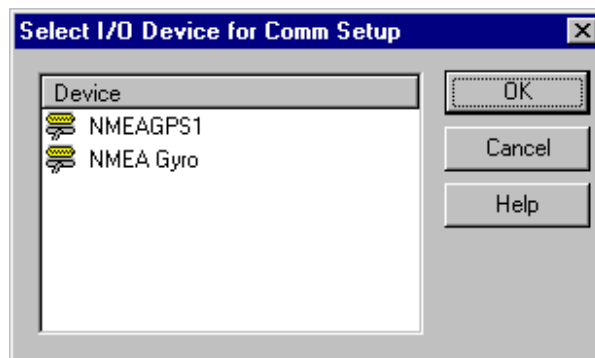 Select I/O Device for Comm Setup
Device
NMEAGPS1
NMEA Gyro
OK
Cancel
Help